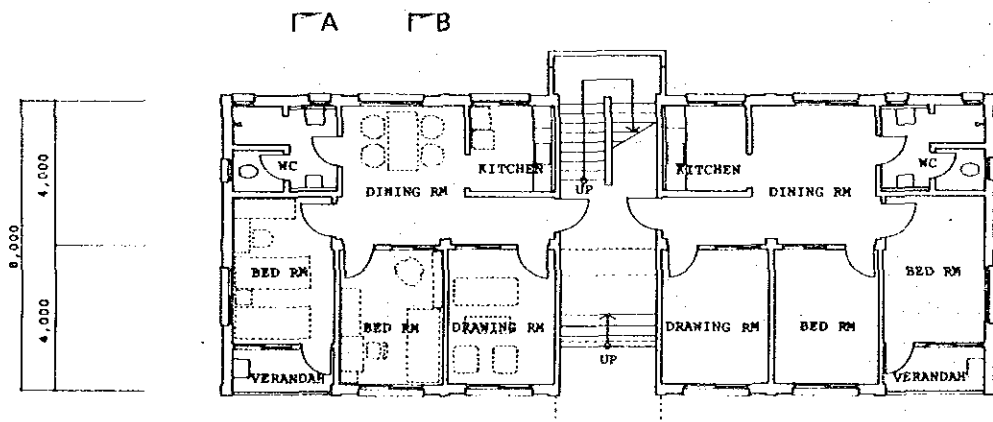 A B
4,000
8,000
4,000
WC
KITCHEN
DINING RM
UP
KITCHEN
DINING RM
WC
BED RM
BED RM
DRAWING RM
UP
DRAWING RM
BED RM
BED RM
VERANDAH
VERANDAH